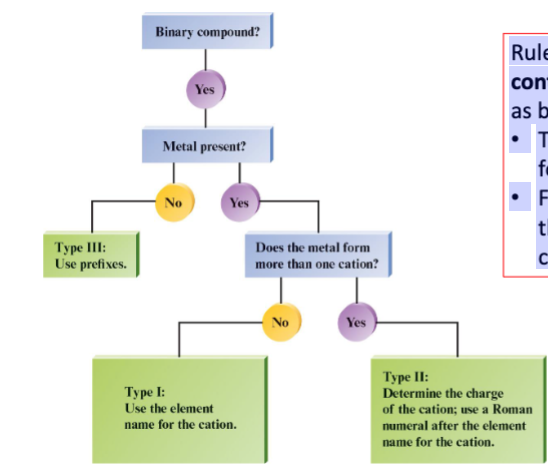 Binary compound?
Yes
Metal present?
No
Yes
Type III:
Use prefixes.
Does the metal form
more than one cation?
No
Yes
Type I:
Use the element
name for the cation.
Type II:
Determine the charge
of the cation; use a Roman
numeral after the element
name for the cation.
as